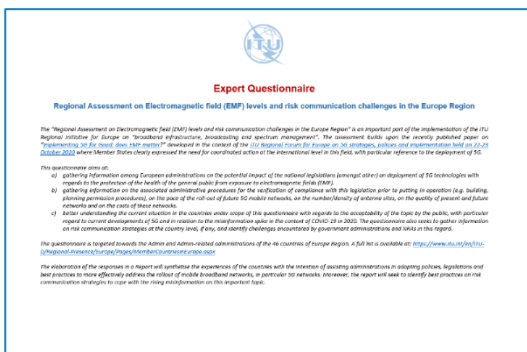 ITU
Expert Questionnaire
Regional Assessment on Electromagnetic field (EMF) levels and risk communication challenges in the Europe Region
The "Regional Assessment on Electromagnetic field (EMF) levels and risk communication challenges in the Europe Region" is an important part of the implementation of the ITU
Regional Initiative for Europe on "broadband infrastructure, broadcasting and spectrum management". The assessment builds upon the recently published paper on
"Implementing 5G for Good: does EMF matter?" developed in the context of the ITU Regional Forum for Europe on 5G strategies, policies and implementation held on 22-23
October 2020 where Member States clearly expressed the need for coordinated action at the international level in this field, with particular reference to the deployment of 5G.
This questionnaire aims at:
a) gathering information among European administrations on the potential impact of the national legislations (amongst other) on deployment of 5G technologies with
regards to the protection of the health of the general public from exposure to electromagnetic fields (EMF).
b) gathering information on the associated administrative procedures for the verification of compliance with this legislation prior to putting in operation (e.g. building,
planning permission procedures), on the pace of the roll-out of future 5G mobile networks, on the number/density of antenna sites, on the quality of present and future
networks and on the costs of these networks.
c) better understanding the current situation in the countries under scope of this questionnaire with regards to the acceptability of the topic by the public, with particular
regard to current developments of 5G and in relation to the misinformation spike in the context of COVID-19 in 2020. The questionnaire also seeks to gather information
on risk communication strategies at the country level, if any, and identify challenges encountered by government administrations and NRAs in this regard.
The questionnaire is targeted towards the Admin and Admin-related administrations of the 46 countries of Europe Region. A full list is available at: https://www.itu.int/en/ITU-
D/Regional-Presence/Europe/Pages/MemberCountriesinEurope.aspx
The elaboration of the responses in a Report will synthetise the experiences of the countries with the intention of assisting administrations in adopting policies, legislations and
best practices to more effectively address the rollout of mobile broadband networks, in particular 5G networks. Moreover, the report will seek to identify best practices on risk
communication strategies to cope with the rising misinformation on this important topic.